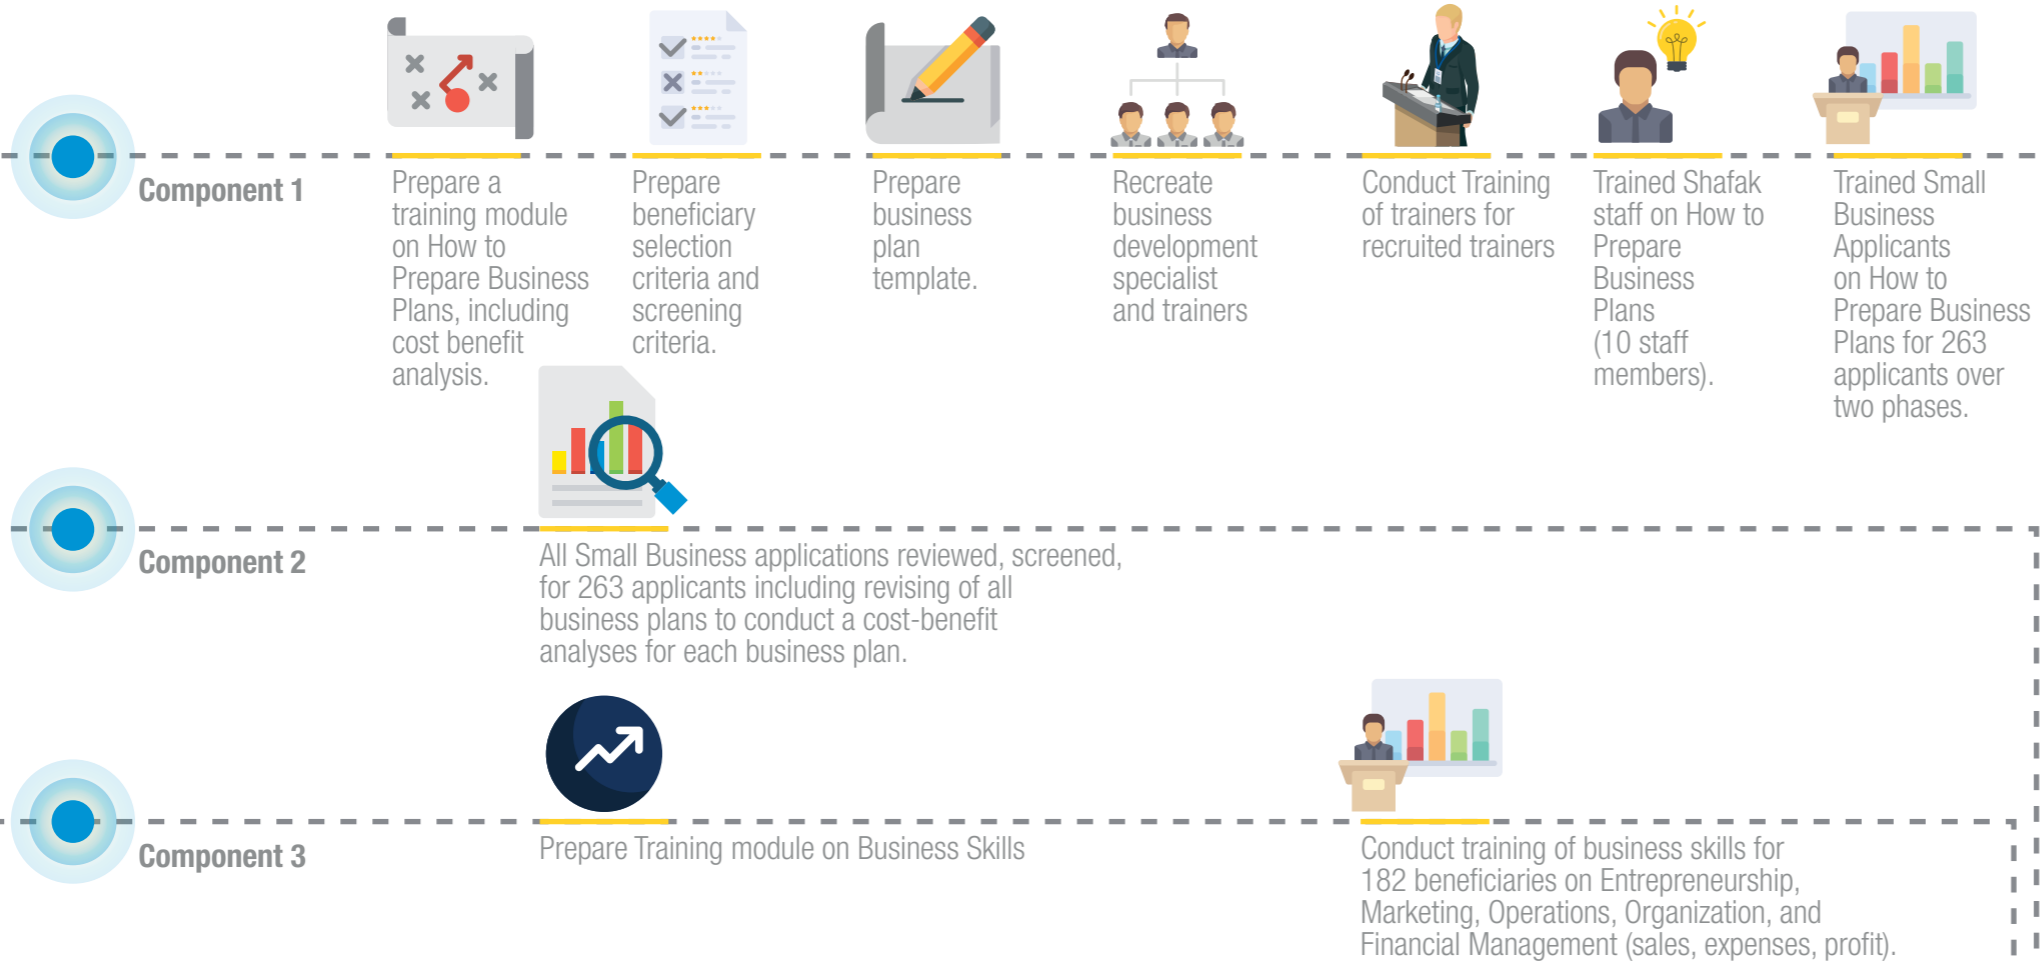 Component 1
Prepare a
training module
on How to
Prepare Business
Plans, including
cost benefit
analysis.
Prepare
beneficiary
selection
criteria and
screening
criteria.
Prepare
business
plan
template.
Recreate
business
development
specialist
and trainers
Conduct Training
of trainers for
recruited trainers
Trained Shafak
staff on How to
Prepare
Business
Plans
(10 staff
members).
Trained Small
Business
Applicants
on How to
Prepare Business
Plans for 263
applicants over
two phases.
Component 2
All Small Business applications reviewed, screened,
for 263 applicants including revising of all
business plans to conduct a cost-benefit
analyses for each business plan.
Component 3
Prepare Training module on Business Skills
Conduct training of business skills for
182 beneficiaries on Entrepreneurship,
Marketing, Operations, Organization, and
Financial Management (sales, expenses, profit).